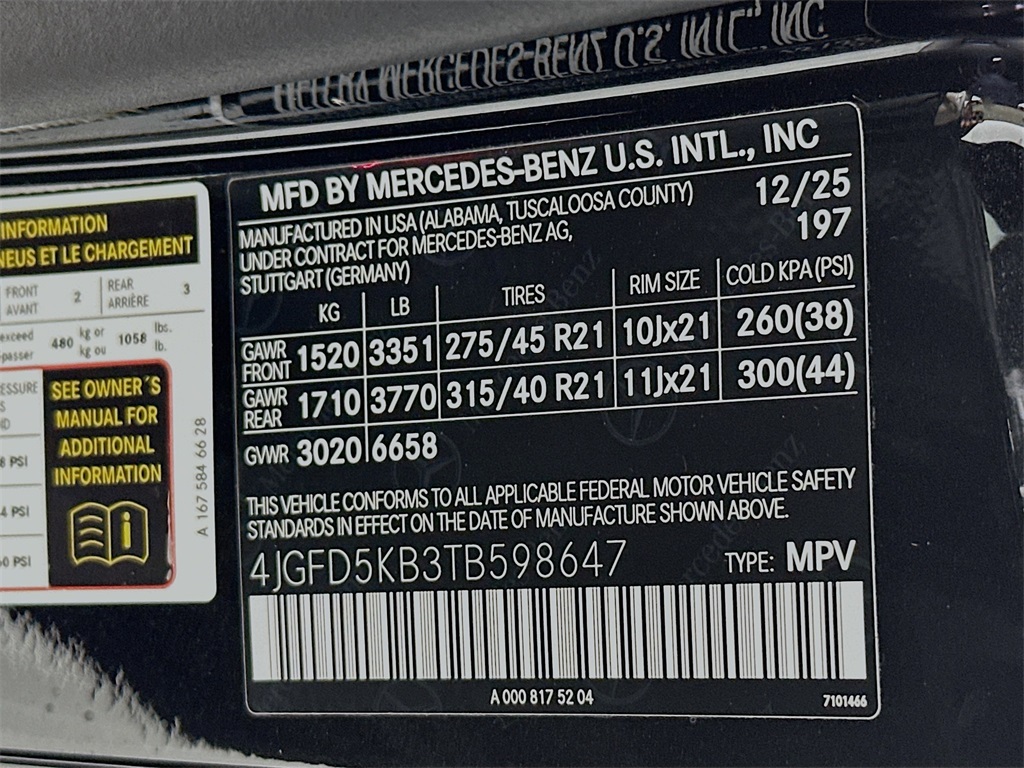 MFD BY MERCEDES-BENZ U.S. INTL., INC
MANUFACTURED IN USA (ALABAMA, TUSCALOOSA COUNTY) 12/25
UNDER CONTRACT FOR MERCEDES-BENZ AG, 197
STUTTGART (GERMANY)
KG LB TIRES RIM SIZE COLD KPA (PSI)
GAWR FRONT 1520 3351 275/45 R21 10Jx21 260(38)
GAWR REAR 1710 3770 315/40 R21 11Jx21 300(44)
GVWR 3020 6658
THIS VEHICLE CONFORMS TO ALL APPLICABLE FEDERAL MOTOR VEHICLE SAFETY
STANDARDS IN EFFECT ON THE DATE OF MANUFACTURE SHOWN ABOVE.
4JGFD5KB3TB598647 TYPE: MPV
A 000 817 52 04 7101466
INFORMATION
NEUS ET LE CHARGEMENT
FRONT 2 REAR 3
AVANT ARRIÈRE
exceed 480 kg or 1058 lbs.
passer kg ou lb.
SEE OWNER´S
MANUAL FOR
ADDITIONAL
INFORMATION
PSI
PSI
PSI
A 167 584 66 28